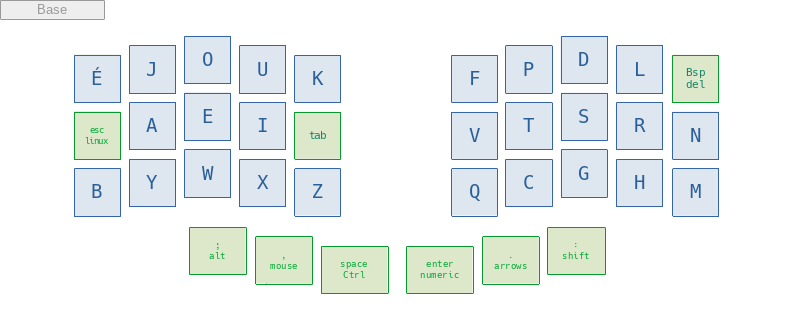 Base
É J O U K F P D L Bsp
del
esc
linux A E I tab V T S R N
B Y W X Z Q C G H M
;
alt
,
mouse
space
Ctrl
enter
numeric
.
arrows
:
shift